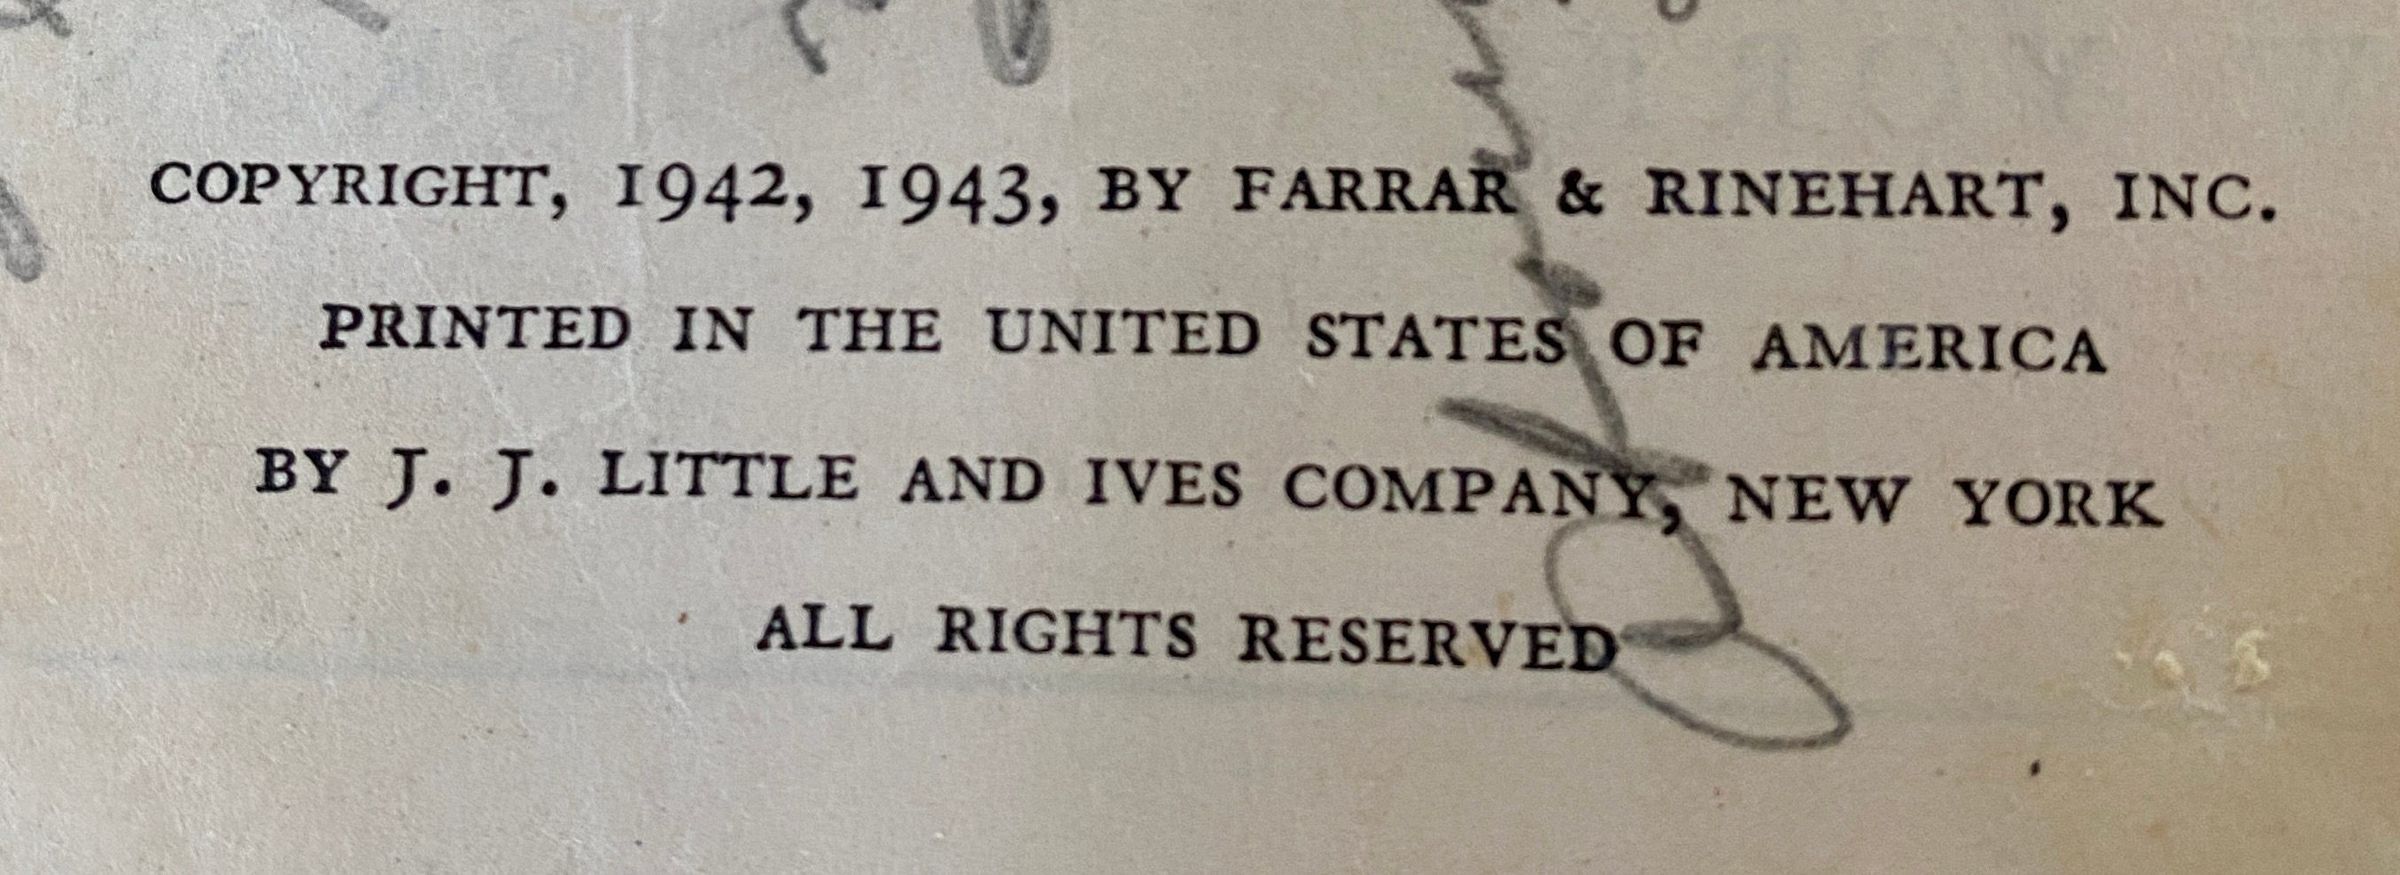 COPYRIGHT, 1942, 1943, BY FARRAR & RINEHART, INC.
PRINTED IN THE UNITED STATES OF AMERICA
BY J. J. LITTLE AND IVES COMPANY, NEW YORK
ALL RIGHTS RESERVED